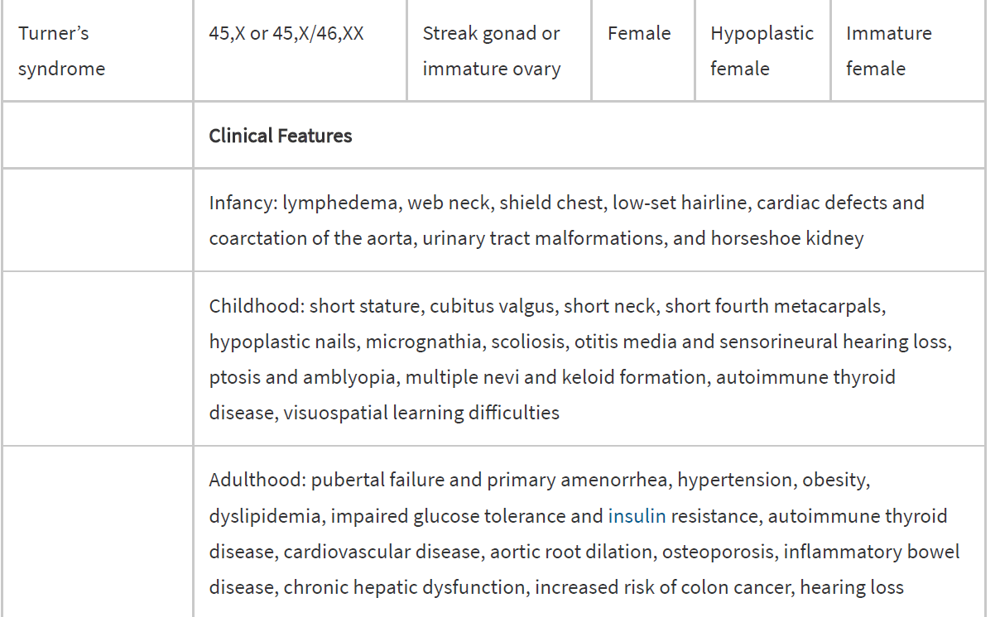 Turner’s
syndrome
45,X or 45,X/46,XX
Streak gonad or
immature ovary
Female
Hypoplastic
female
Immature
female
Clinical Features
Infancy: lymphedema, web neck, shield chest, low-set hairline, cardiac defects and
coarctation of the aorta, urinary tract malformations, and horseshoe kidney
Childhood: short stature, cubitus valgus, short neck, short fourth metacarpals,
hypoplastic nails, micrognathia, scoliosis, otitis media and sensorineural hearing loss,
ptosis and amblyopia, multiple nevi and keloid formation, autoimmune thyroid
disease, visuospatial learning difficulties
Adulthood: pubertal failure and primary amenorrhea, hypertension, obesity,
dyslipidemia, impaired glucose tolerance and insulin resistance, autoimmune thyroid
disease, cardiovascular disease, aortic root dilation, osteoporosis, inflammatory bowel
disease, chronic hepatic dysfunction, increased risk of colon cancer, hearing loss